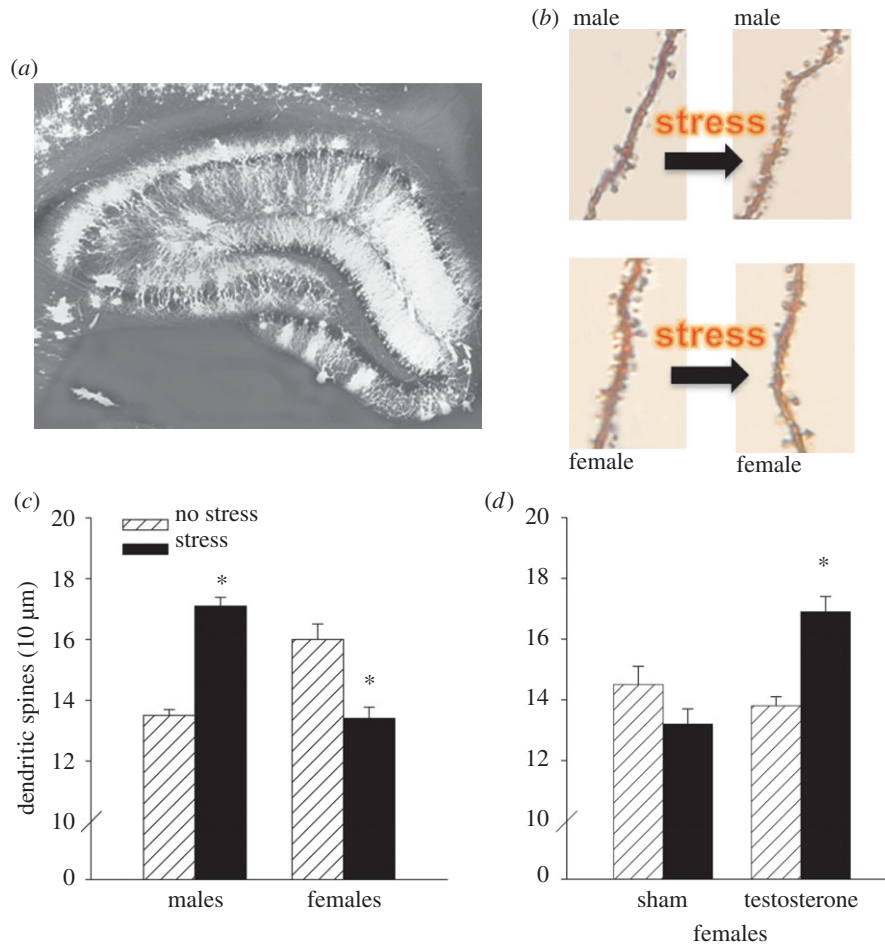 (a)
(b) male male
stress
stress
female female
(c)
no stress
stress
dendritic spines (10 µm)
20
18
16
14
12
10
0
*
*
males females
(d)
20
18
16
14
12
10
0
*
sham testosterone
females